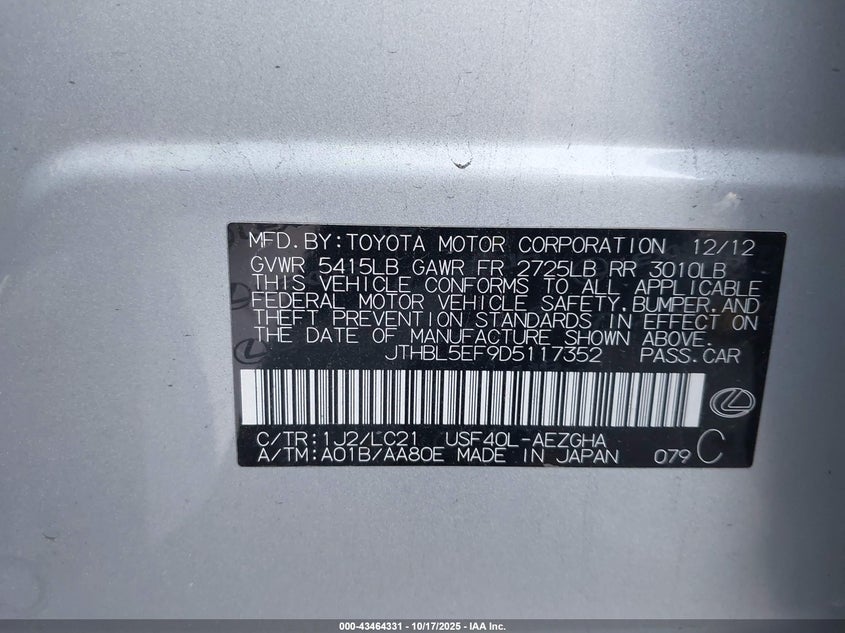 MFD. BY: TOYOTA MOTOR CORPORATION 12/12
GVWR 5415LB GAWR FR 2725LB RR 3010LB
THIS VEHICLE CONFORMS TO ALL APPLICABLE
FEDERAL MOTOR VEHICLE SAFETY, BUMPER, AND
THEFT PREVENTION STANDARDS IN EFFECT ON
THE DATE OF MANUFACTURE SHOWN ABOVE.
JTHBL5EF9D5117352 PASS.CAR
C/TR: 1J2/LC21 USF40L-AEZGHA
A/TM: A01B/AA80E MADE IN JAPAN 079 C
000-43464331 - 10/17/2025 - IAA Inc.